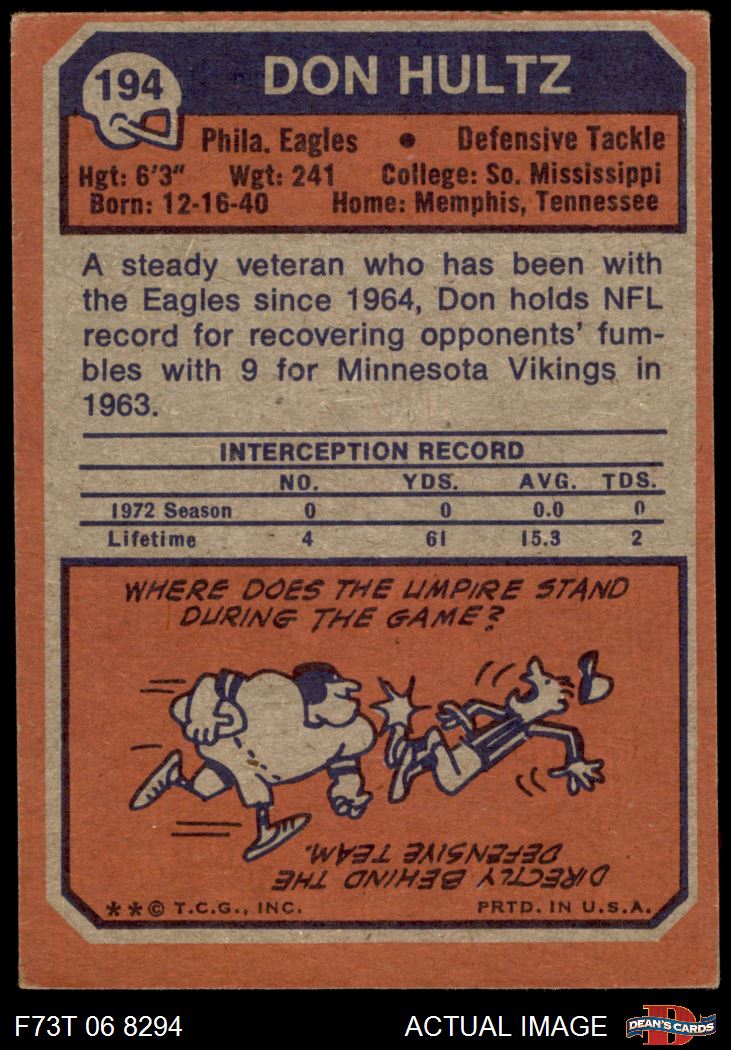 194
DON HULTZ
Phila. Eagles • Defensive Tackle
Hgt: 6'3" Wgt: 241 College: So. Mississippi
Born: 12-16-40 Home: Memphis, Tennessee
A steady veteran who has been with
the Eagles since 1964, Don holds NFL
record for recovering opponents' fum-
bles with 9 for Minnesota Vikings in
1963.
INTERCEPTION RECORD
NO. YDS. AVG. TDS.
1972 Season 0 0 0.0 0
Lifetime 4 61 15.3 2
WHERE DOES THE UMPIRE STAND
DURING THE GAME?
DIRECTLY BEHIND THE
DEFENSIVE TEAM.
**© T.C.G., INC. PRTD. IN U.S.A.
F73T 06 8294 ACTUAL IMAGE
D
DEAN'S CARDS